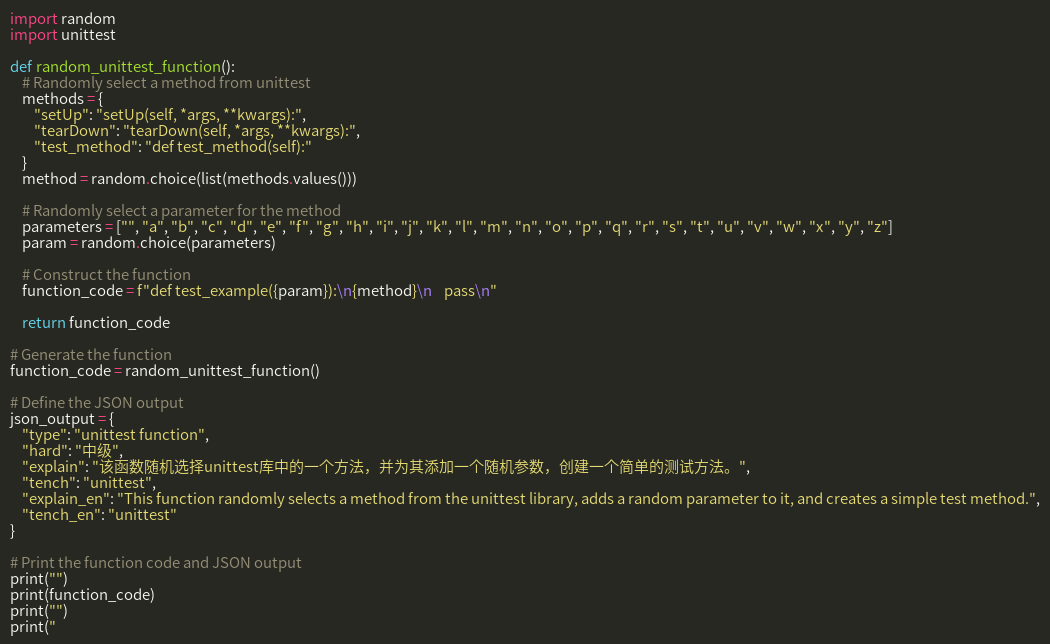 import random
import unittest

def random_unittest_function():
    # Randomly select a method from unittest
    methods = {
        "setUp": "setUp(self, *args, **kwargs):",
        "tearDown": "tearDown(self, *args, **kwargs):",
        "test_method": "def test_method(self):"
    }
    method = random.choice(list(methods.values()))

    # Randomly select a parameter for the method
    parameters = ["", "a", "b", "c", "d", "e", "f", "g", "h", "i", "j", "k", "l", "m", "n", "o", "p", "q", "r", "s", "t", "u", "v", "w", "x", "y", "z"]
    param = random.choice(parameters)

    # Construct the function
    function_code = f"def test_example({param}):\n{method}\n    pass\n"

    return function_code

# Generate the function
function_code = random_unittest_function()

# Define the JSON output
json_output = {
    "type": "unittest function",
    "hard": "中级",
    "explain": "该函数随机选择unittest库中的一个方法，并为其添加一个随机参数，创建一个简单的测试方法。",
    "tench": "unittest",
    "explain_en": "This function randomly selects a method from the unittest library, adds a random parameter to it, and creates a simple test method.",
    "tench_en": "unittest"
}

# Print the function code and JSON output
print("")
print(function_code)
print("")
print("